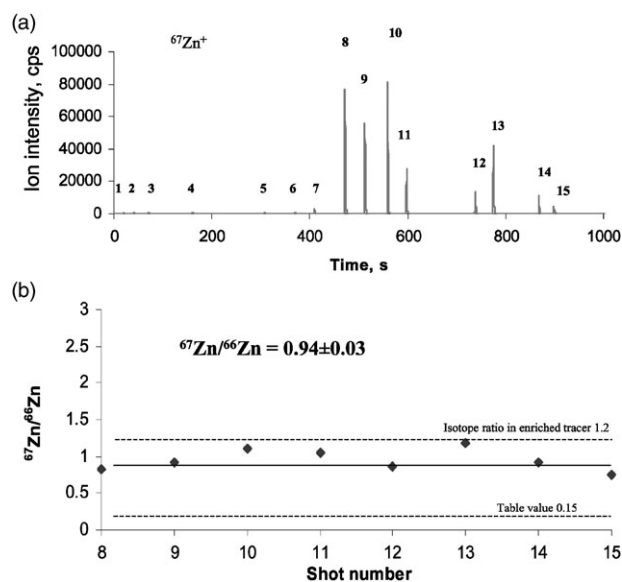 (a)
⁶⁷Zn⁺
Ion intensity, cps
100000
80000
60000
40000
20000
0
1 2 3 4 5 6 7 8 9 10 11 12 13 14 15
0 200 400 600 800 1000
Time, s
(b)
⁶⁷Zn/⁶⁶Zn
3
2.5
2
1.5
1
0.5
0
⁶⁷Zn/⁶⁶Zn = 0.94±0.03
Isotope ratio in enriched tracer 1.2
Table value 0.15
8 9 10 11 12 13 14 15
Shot number